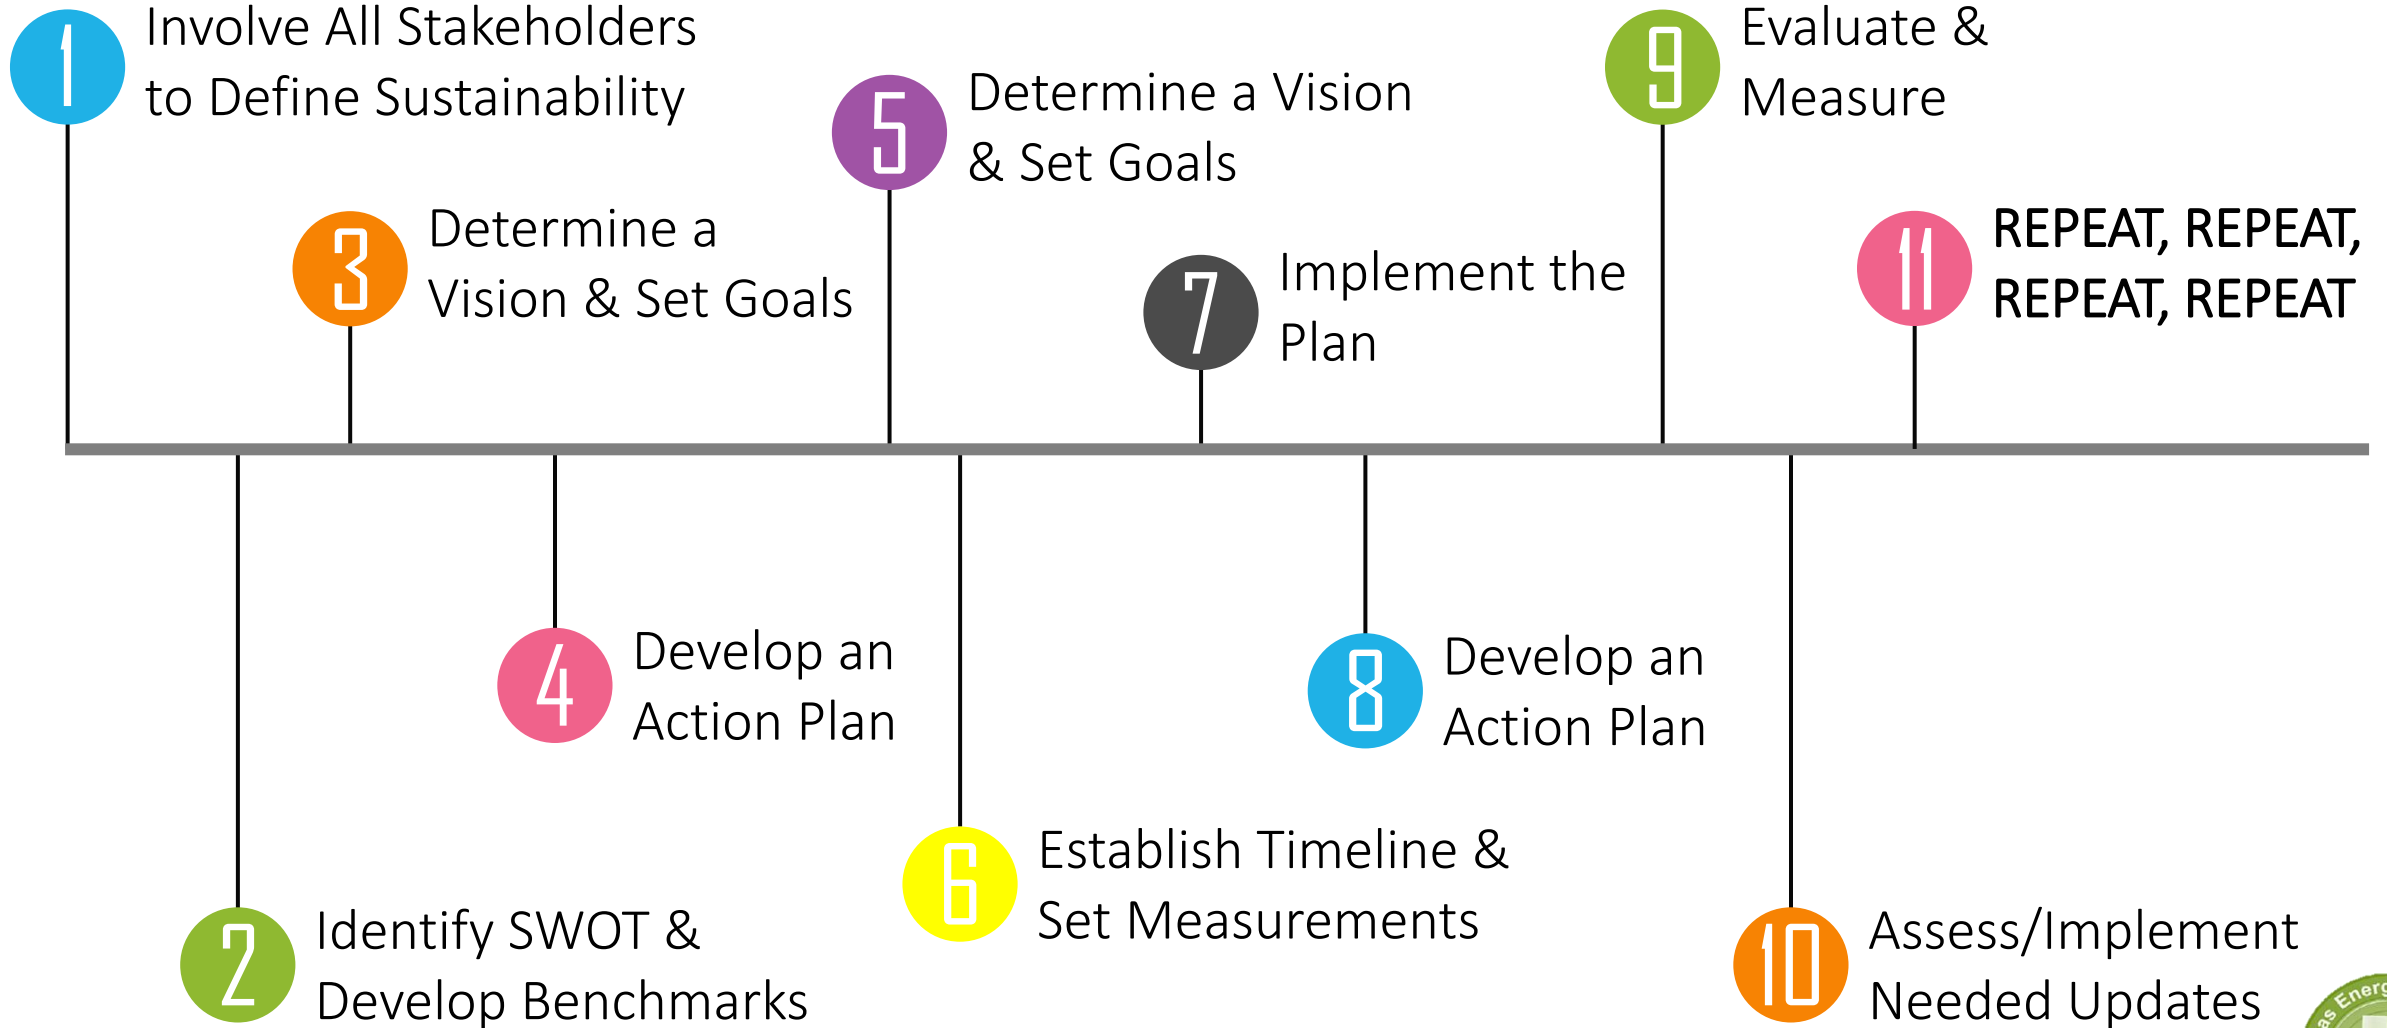 1
Involve All Stakeholders
to Define Sustainability
2
Identify SWOT &
Develop Benchmarks
3
Determine a
Vision & Set Goals
4
Develop an
Action Plan
5
Determine a Vision
& Set Goals
6
Establish Timeline &
Set Measurements
7
Implement the
Plan
8
Develop an
Action Plan
9
Evaluate &
Measure
10
Assess/Implement
Needed Updates
11
REPEAT, REPEAT,
REPEAT, REPEAT